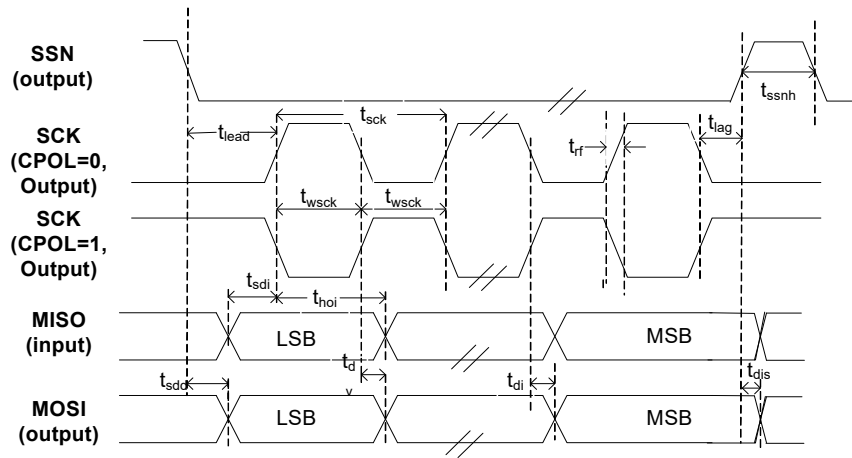 SSN
(output)
t_ssnh
t_sck
t_lead
t_lag
SCK
(CPOL=0,
Output)
t_rf
t_wsck t_wsck
SCK
(CPOL=1,
Output)
t_sdi t_hoi
MISO
(input)
LSB MSB
t_d
v
t_sdd t_di t_dis
MOSI
(output)
LSB MSB